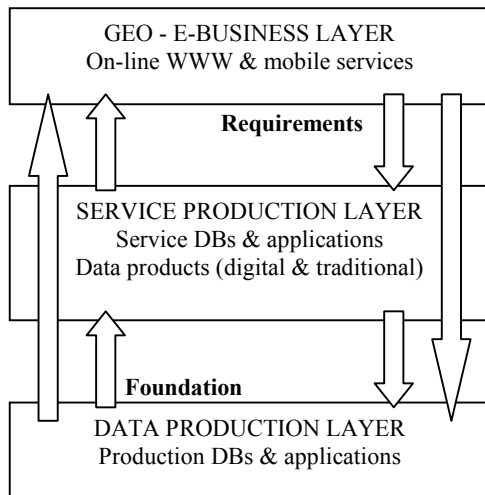 GEO - E-BUSINESS LAYER
On-line WWW & mobile services
Requirements
SERVICE PRODUCTION LAYER
Service DBs & applications
Data products (digital & traditional)
Foundation
DATA PRODUCTION LAYER
Production DBs & applications